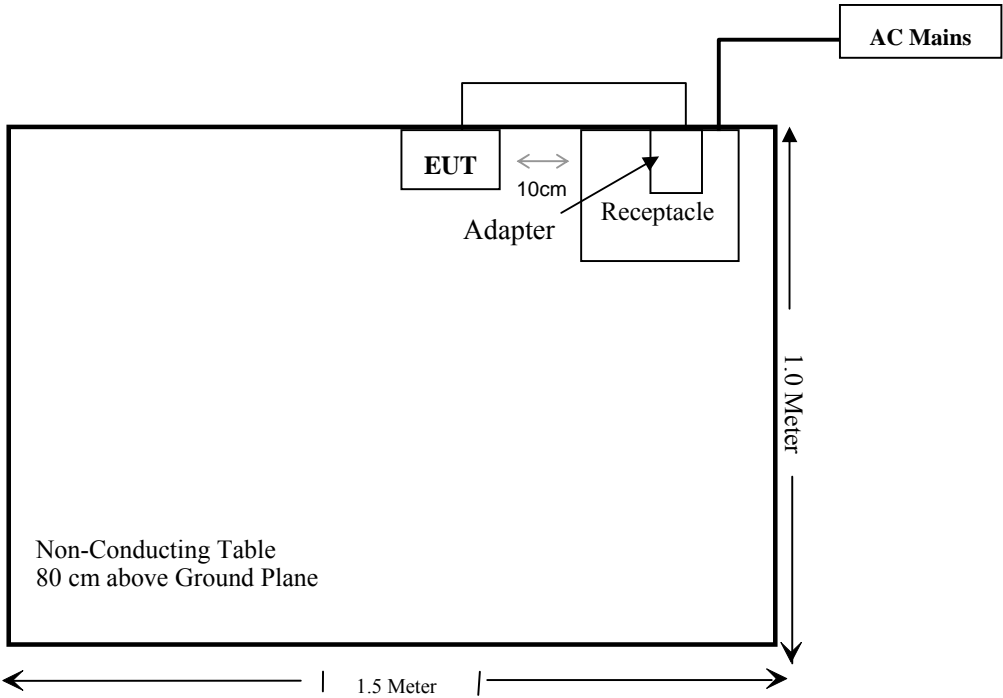 AC Mains
EUT
10cm
Adapter
Receptacle
1.0 Meter
Non-Conducting Table
80 cm above Ground Plane
1.5 Meter